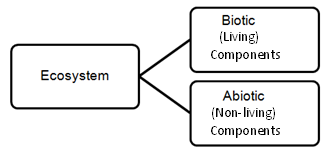 Ecosystem
Biotic
(Living)
Components
Abiotic
(Non-living)
Components